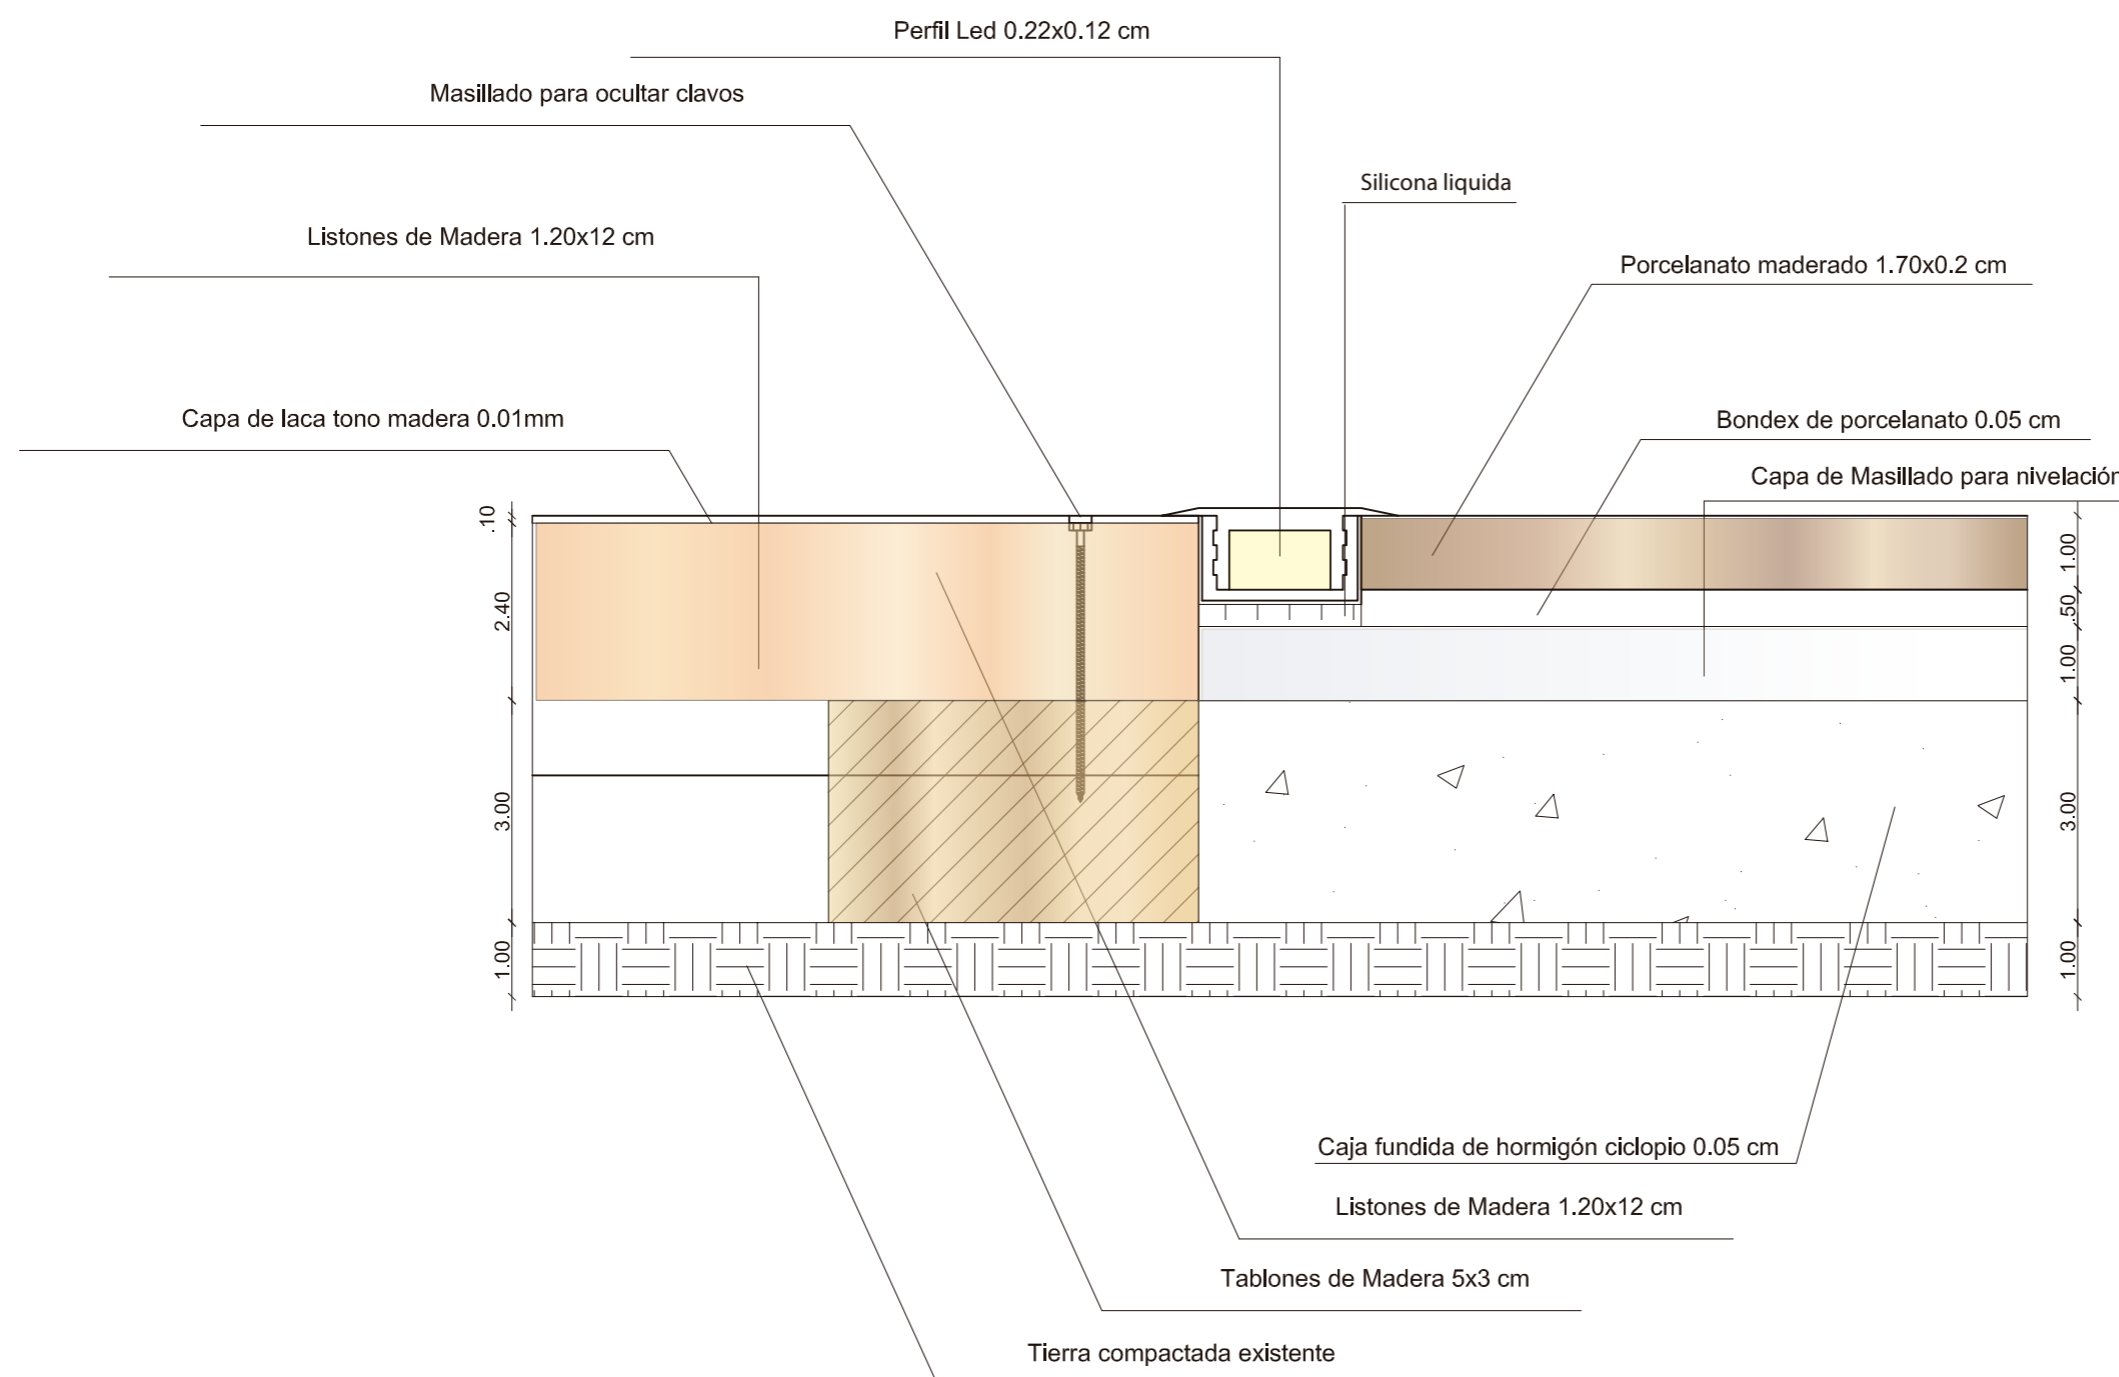 Perfil Led 0.22x0.12 cm
Masillado para ocultar clavos
Silicona liquida
Listones de Madera 1.20x12 cm
Porcelanato maderado 1.70x0.2 cm
Capa de laca tono madera 0.01mm
Bondex de porcelanato 0.05 cm
Capa de Masillado para nivelación
.10
2.40
3.00
1.00
1.00
.50
1.00
3.00
1.00
Caja fundida de hormigón ciclopio 0.05 cm
Listones de Madera 1.20x12 cm
Tablones de Madera 5x3 cm
Tierra compactada existente